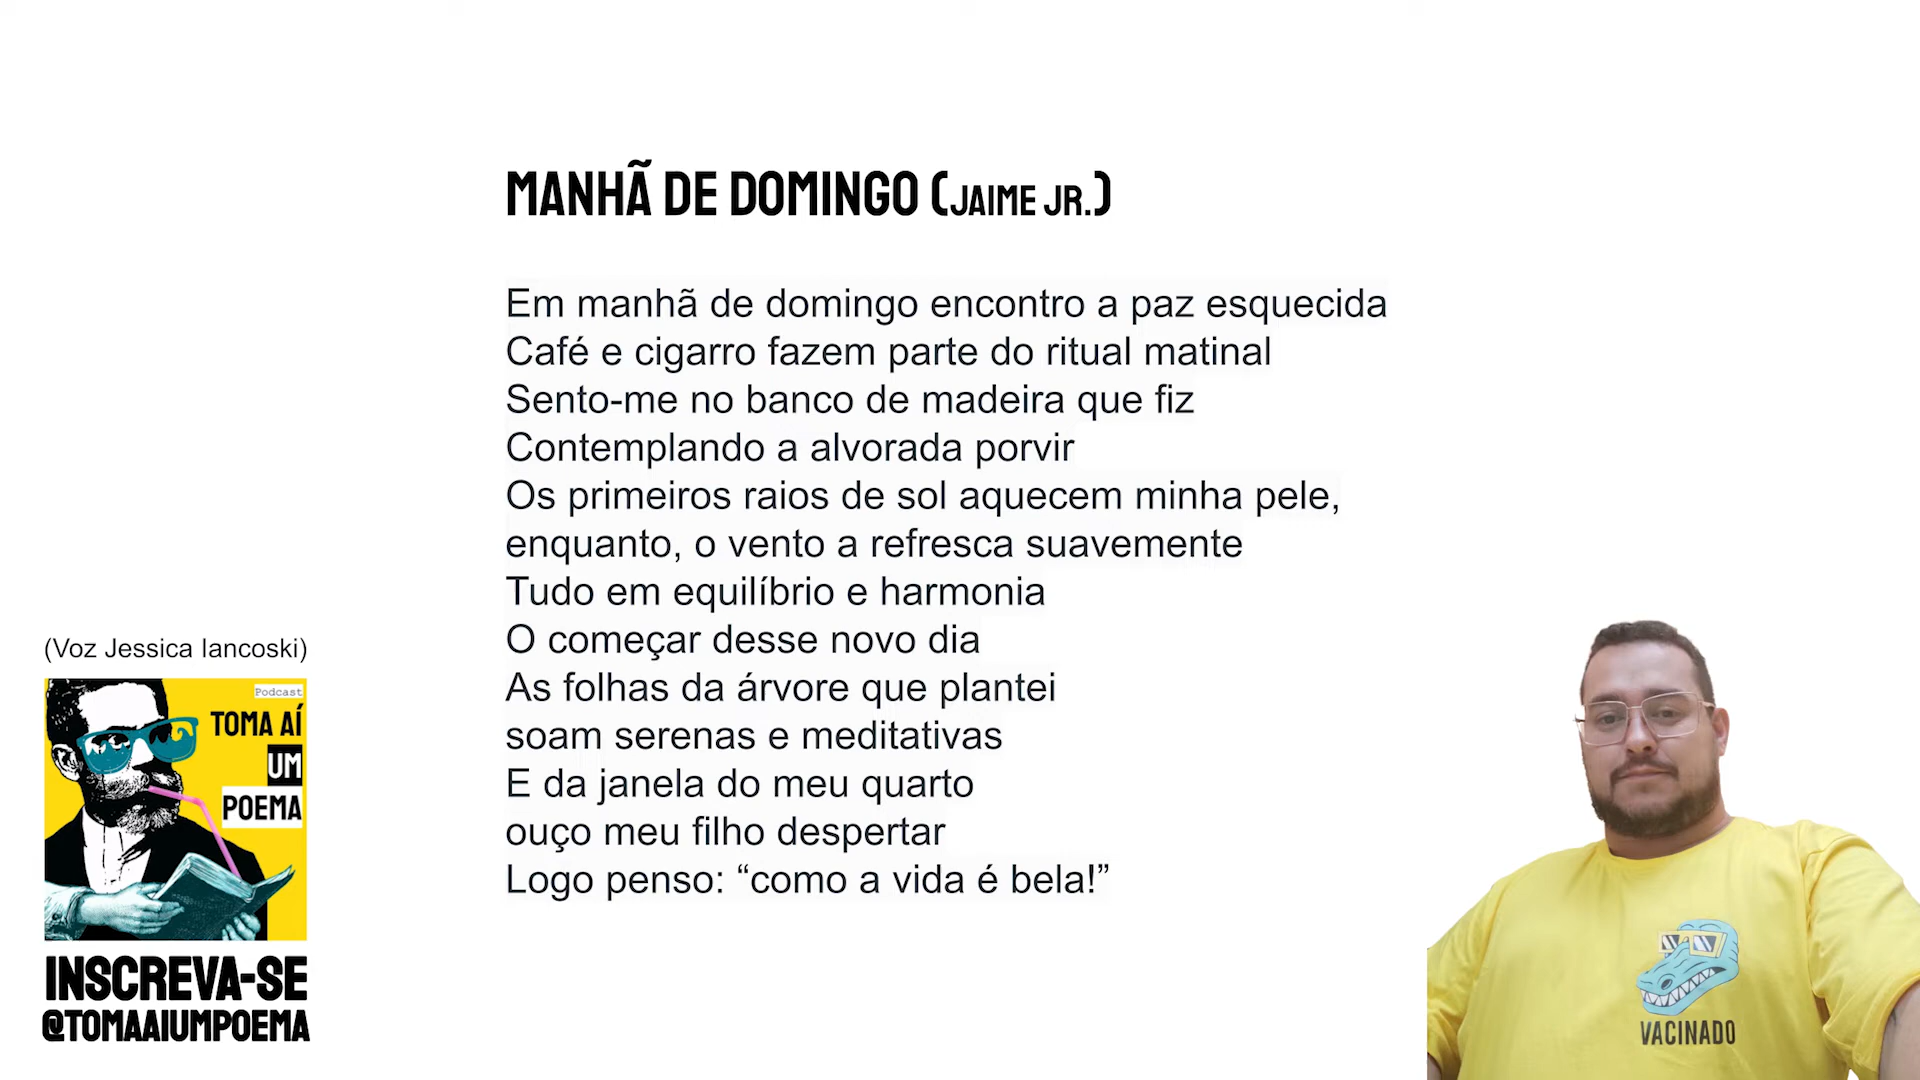 MANHÃ DE DOMINGO (JAIME JR.)
Em manhã de domingo encontro a paz esquecida
Café e cigarro fazem parte do ritual matinal
Sento-me no banco de madeira que fiz
Contemplando a alvorada porvir
Os primeiros raios de sol aquecem minha pele,
enquanto, o vento a refresca suavemente
Tudo em equilíbrio e harmonia
O começar desse novo dia
As folhas da árvore que plantei
soam serenas e meditativas
E da janela do meu quarto
ouço meu filho despertar
Logo penso: “como a vida é bela!”
(Voz Jessica Iancoski)
Podcast
TOMA AÍ
UM
POEMA
INSCREVA-SE
@TOMAAIUMPOEMA
VACINADO